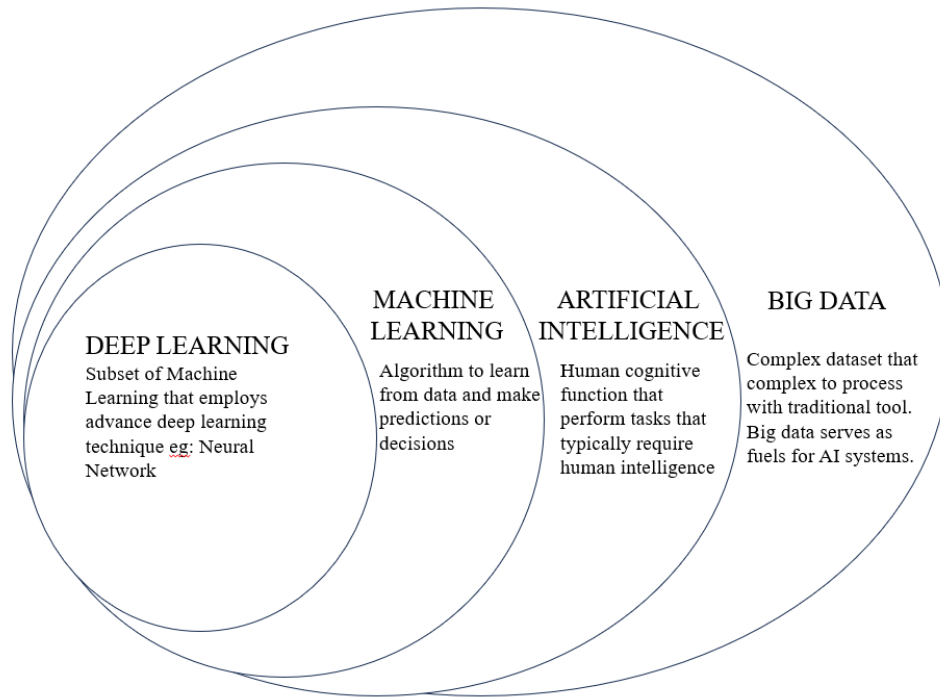 DEEP LEARNING
Subset of Machine
Learning that employs
advance deep learning
technique eg: Neural
Network
MACHINE
LEARNING
Algorithm to learn
from data and make
predictions or
decisions
ARTIFICIAL
INTELLIGENCE
Human cognitive
function that
perform tasks that
typically require
human intelligence
BIG DATA
Complex dataset that
complex to process
with traditional tool.
Big data serves as
fuels for AI systems.